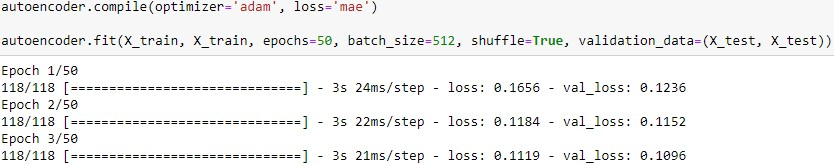 autoencoder.compile(optimizer='adam', loss='mae')
autoencoder.fit(X_train, X_train, epochs=50, batch_size=512, shuffle=True, validation_data=(X_test, X_test))
Epoch 1/50
118/118 [==============================] - 3s 24ms/step - loss: 0.1656 - val_loss: 0.1236
Epoch 2/50
118/118 [==============================] - 3s 22ms/step - loss: 0.1184 - val_loss: 0.1152
Epoch 3/50
118/118 [==============================] - 3s 21ms/step - loss: 0.1119 - val_loss: 0.1096